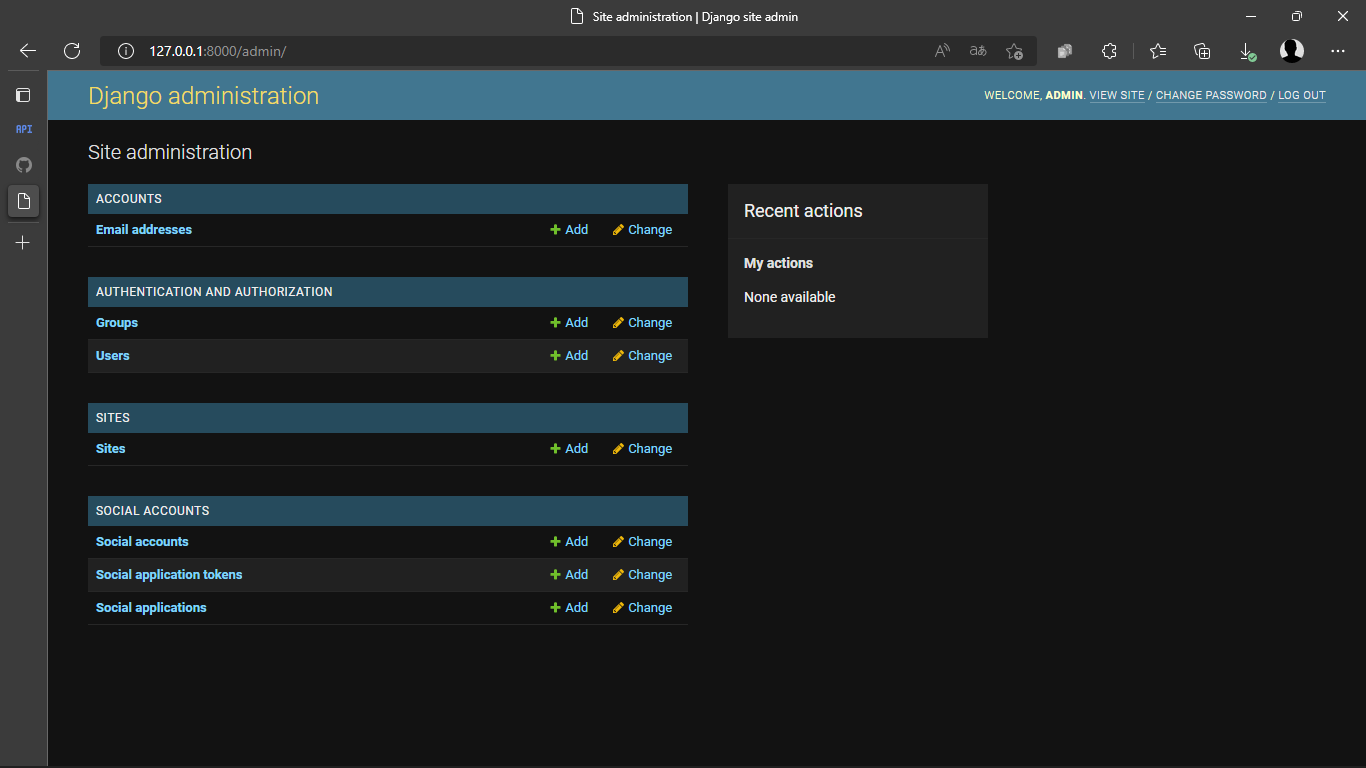 Site administration | Django site admin
127.0.0.1:8000/admin/
A
aあ
API
Django administration
WELCOME, ADMIN. VIEW SITE / CHANGE PASSWORD / LOG OUT
Site administration
ACCOUNTS
Email addresses Add Change
AUTHENTICATION AND AUTHORIZATION
Groups Add Change
Users Add Change
SITES
Sites Add Change
SOCIAL ACCOUNTS
Social accounts Add Change
Social application tokens Add Change
Social applications Add Change
Recent actions
My actions
None available